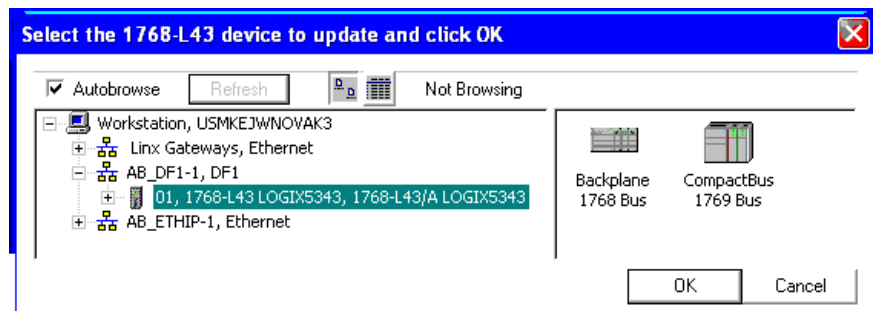 Select the 1768-L43 device to update and click OK
Autobrowse Refresh Not Browsing
Workstation, USMKEJWNOVAK3
Linx Gateways, Ethernet
AB_DF1-1, DF1
01, 1768-L43 LOGIX5343, 1768-L43/A LOGIX5343
AB_ETHIP-1, Ethernet
Backplane
1768 Bus
CompactBus
1769 Bus
OK Cancel